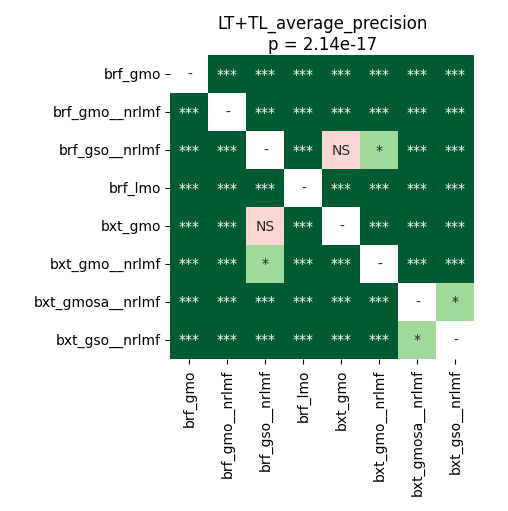 LT+TL_average_precision
p = 2.14e-17
brf_gmo - *** *** *** *** *** *** ***
brf_gmo__nrlmf *** - *** *** *** *** *** ***
brf_gso__nrlmf *** *** - *** NS * *** ***
brf_lmo *** *** *** - *** *** *** ***
bxt_gmo *** *** NS *** - *** *** ***
bxt_gmo__nrlmf *** *** * *** *** - *** ***
bxt_gmosa__nrlmf *** *** *** *** *** *** - *
bxt_gso__nrlmf *** *** *** *** *** *** * -
brf_gmo
brf_gmo__nrlmf
brf_gso__nrlmf
brf_lmo
bxt_gmo
bxt_gmo__nrlmf
bxt_gmosa__nrlmf
bxt_gso__nrlmf